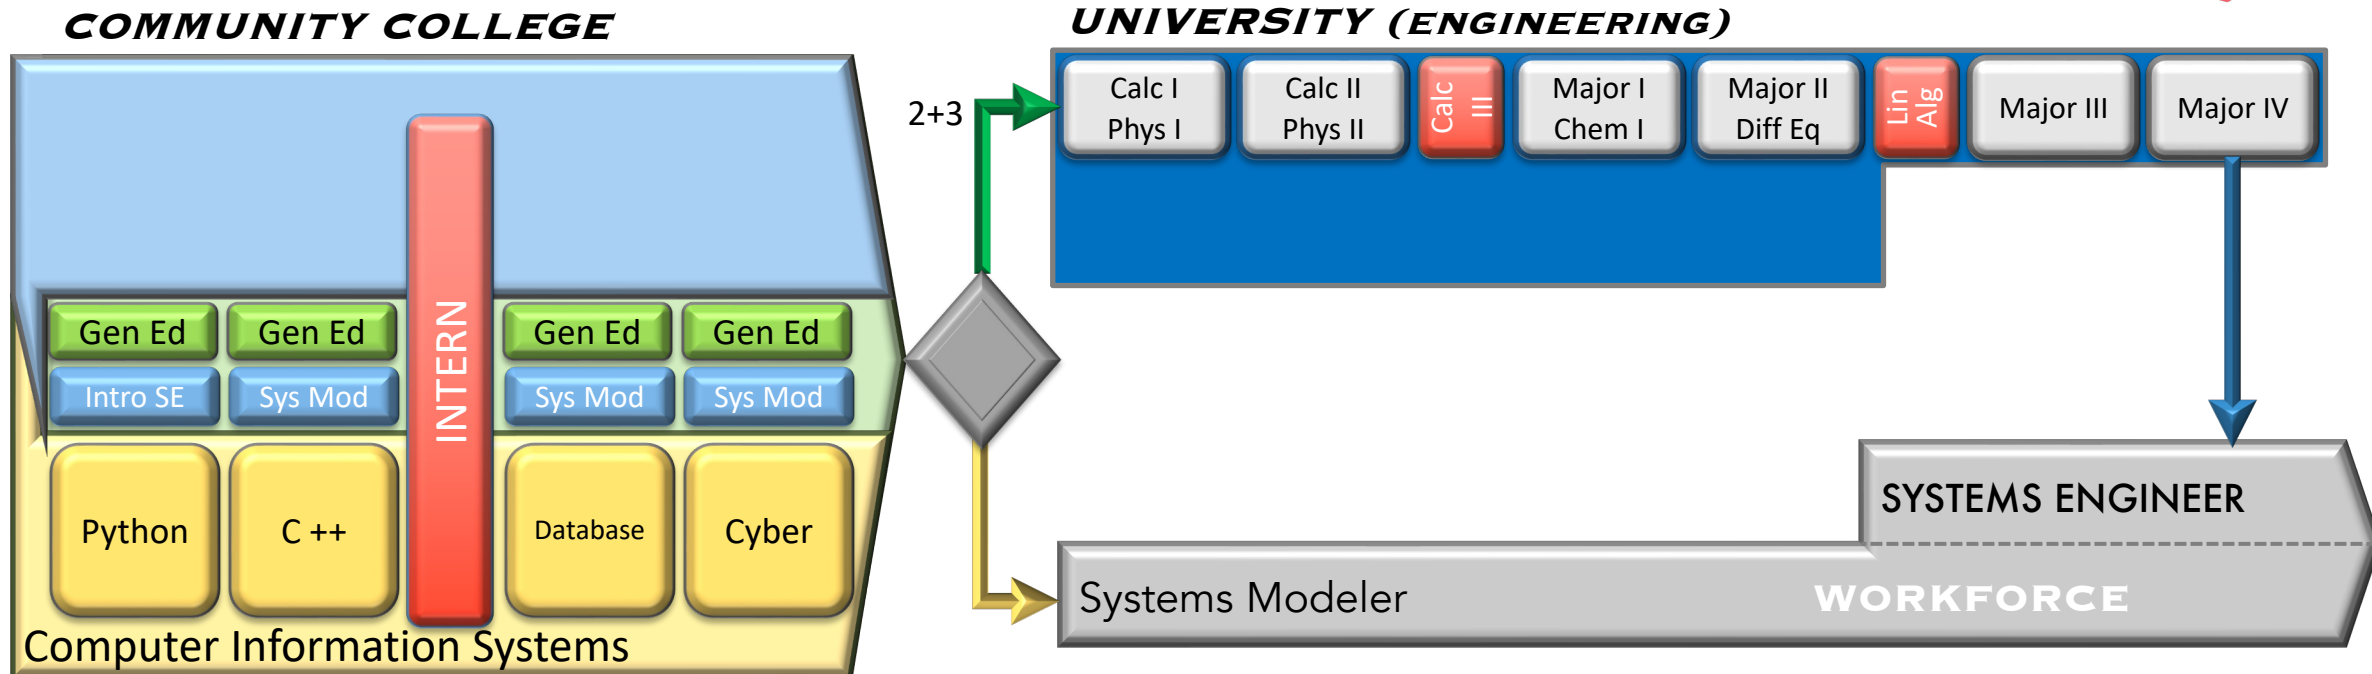 COMMUNITY COLLEGE
UNIVERSITY (ENGINEERING)
Gen Ed
Gen Ed
Gen Ed
Gen Ed
Intro SE
Sys Mod
Sys Mod
Sys Mod
INTERN
Python
C ++
Database
Cyber
Computer Information Systems
2+3
Calc I
Phys I
Calc II
Phys II
Calc
III
Major I
Chem I
Major II
Diff Eq
Lin
Alg
Major III
Major IV
SYSTEMS ENGINEER
Systems Modeler
WORKFORCE